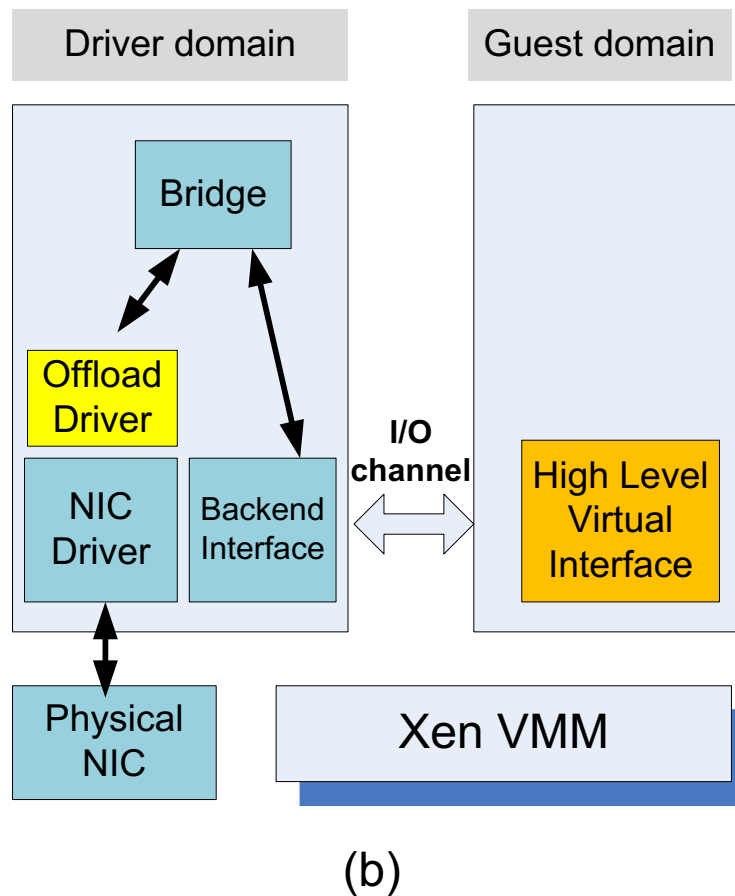 Driver domain
Guest domain
Bridge
Offload
Driver
NIC
Driver
Backend
Interface
I/O
channel
High Level
Virtual
Interface
Physical
NIC
Xen VMM
(b)